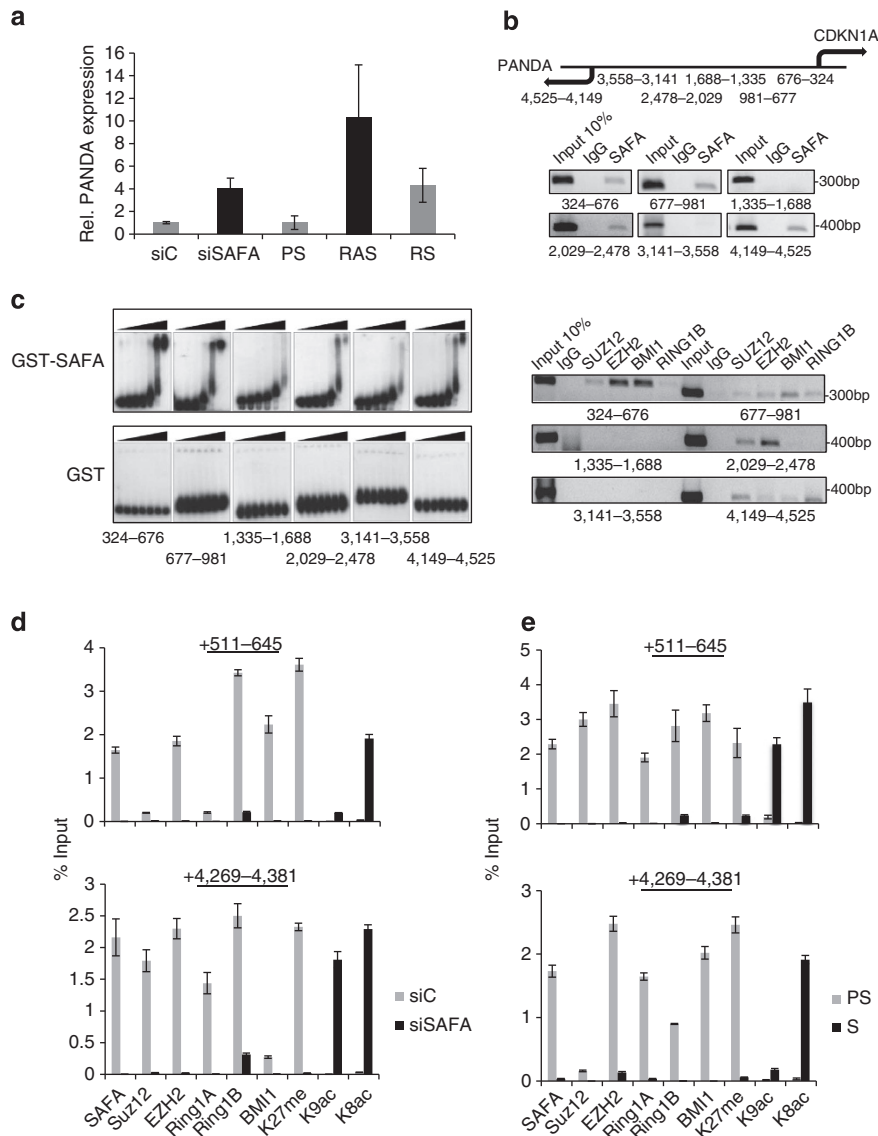 a
Rel. PANDA expression
16
14
12
10
8
6
4
2
0
siC
siSAFA
PS
RAS
RS
b
CDKN1A
PANDA
3,558–3,141
1,688–1,335
676–324
4,525–4,149
2,478–2,029
981–677
Input 10%
IgG
SAFA
Input
IgG
SAFA
Input
IgG
SAFA
-300bp
324–676
677–981
1,335–1,688
-400bp
2,029–2,478
3,141–3,558
4,149–4,525
Input 10%
IgG
SUZ12
EZH2
BMI1
RING1B
Input
IgG
SUZ12
EZH2
BMI1
RING1B
-300bp
324–676
677–981
-400bp
1,335–1,688
2,029–2,478
-400bp
3,141–3,558
4,149–4,525
c
GST-SAFA
GST
324–676
1,335–1,688
3,141–3,558
677–981
2,029–2,478
4,149–4,525
d
% Input
+511–645
4
3
2
1
0
+4,269–4,381
3
2.5
2
1.5
1
0.5
0
siC
siSAFA
SAFA
Suz12
EZH2
Ring1A
Ring1B
BMI1
K27me
K9ac
K8ac
e
% Input
+511–645
5
4
3
2
1
0
+4,269–4,381
3
2
1
0
PS
S
SAFA
Suz12
EZH2
Ring1A
Ring1B
BMI1
K27me
K9ac
K8ac